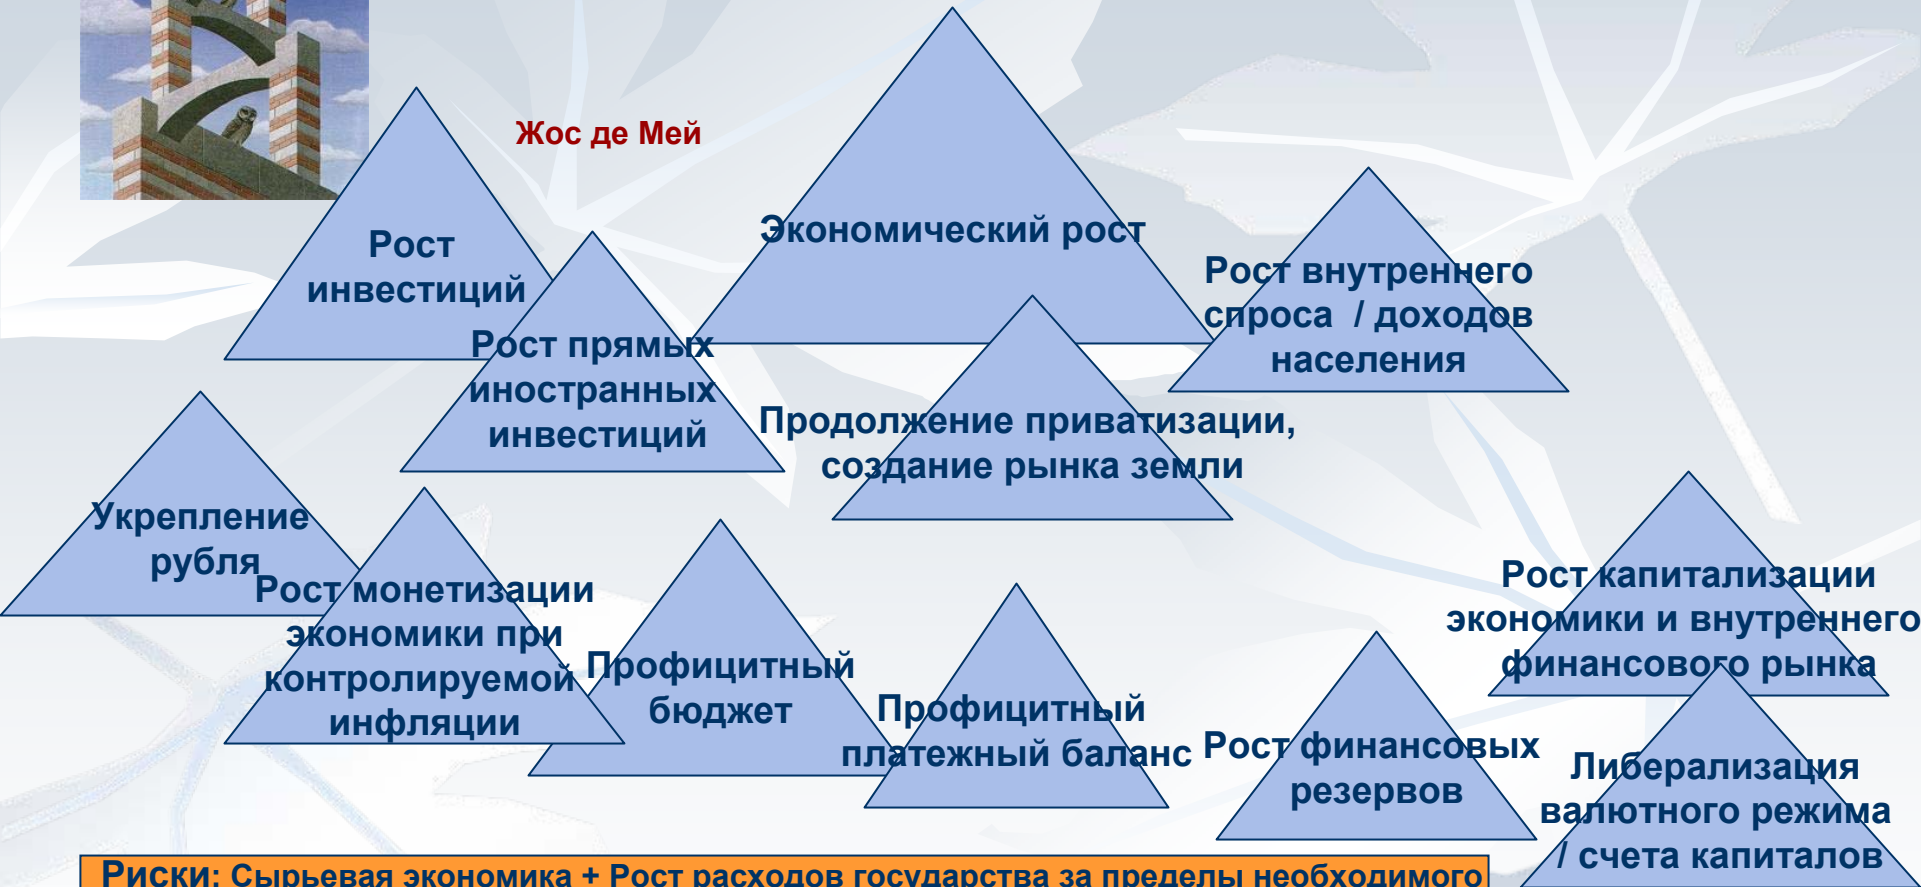 Жос де Мей
Рост
инвестиций
Экономический рост
Рост внутреннего
спроса / доходов
населения
Рост прямых
иностранных
инвестиций
Продолжение приватизации,
создание рынка земли
Укрепление
рубля
Рост монетизации
экономики при
контролируемой
инфляции
Профицитный
бюджет
Профицитный
платежный баланс
Рост финансовых
резервов
Рост капитализации
экономики и внутреннего
финансового рынка
Либерализация
валютного режима
/ счета капиталов
Риски: Сырьевая экономика + Рост расходов государства за пределы необходимого